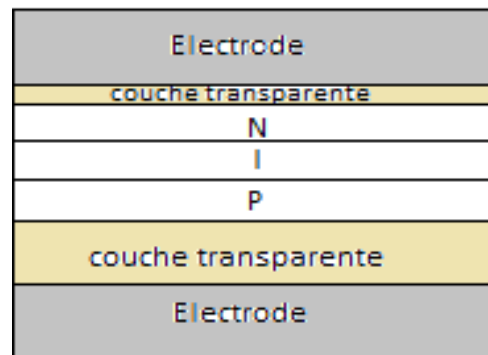 Electrode
couche transparente
N
I
P
couche transparente
Electrode